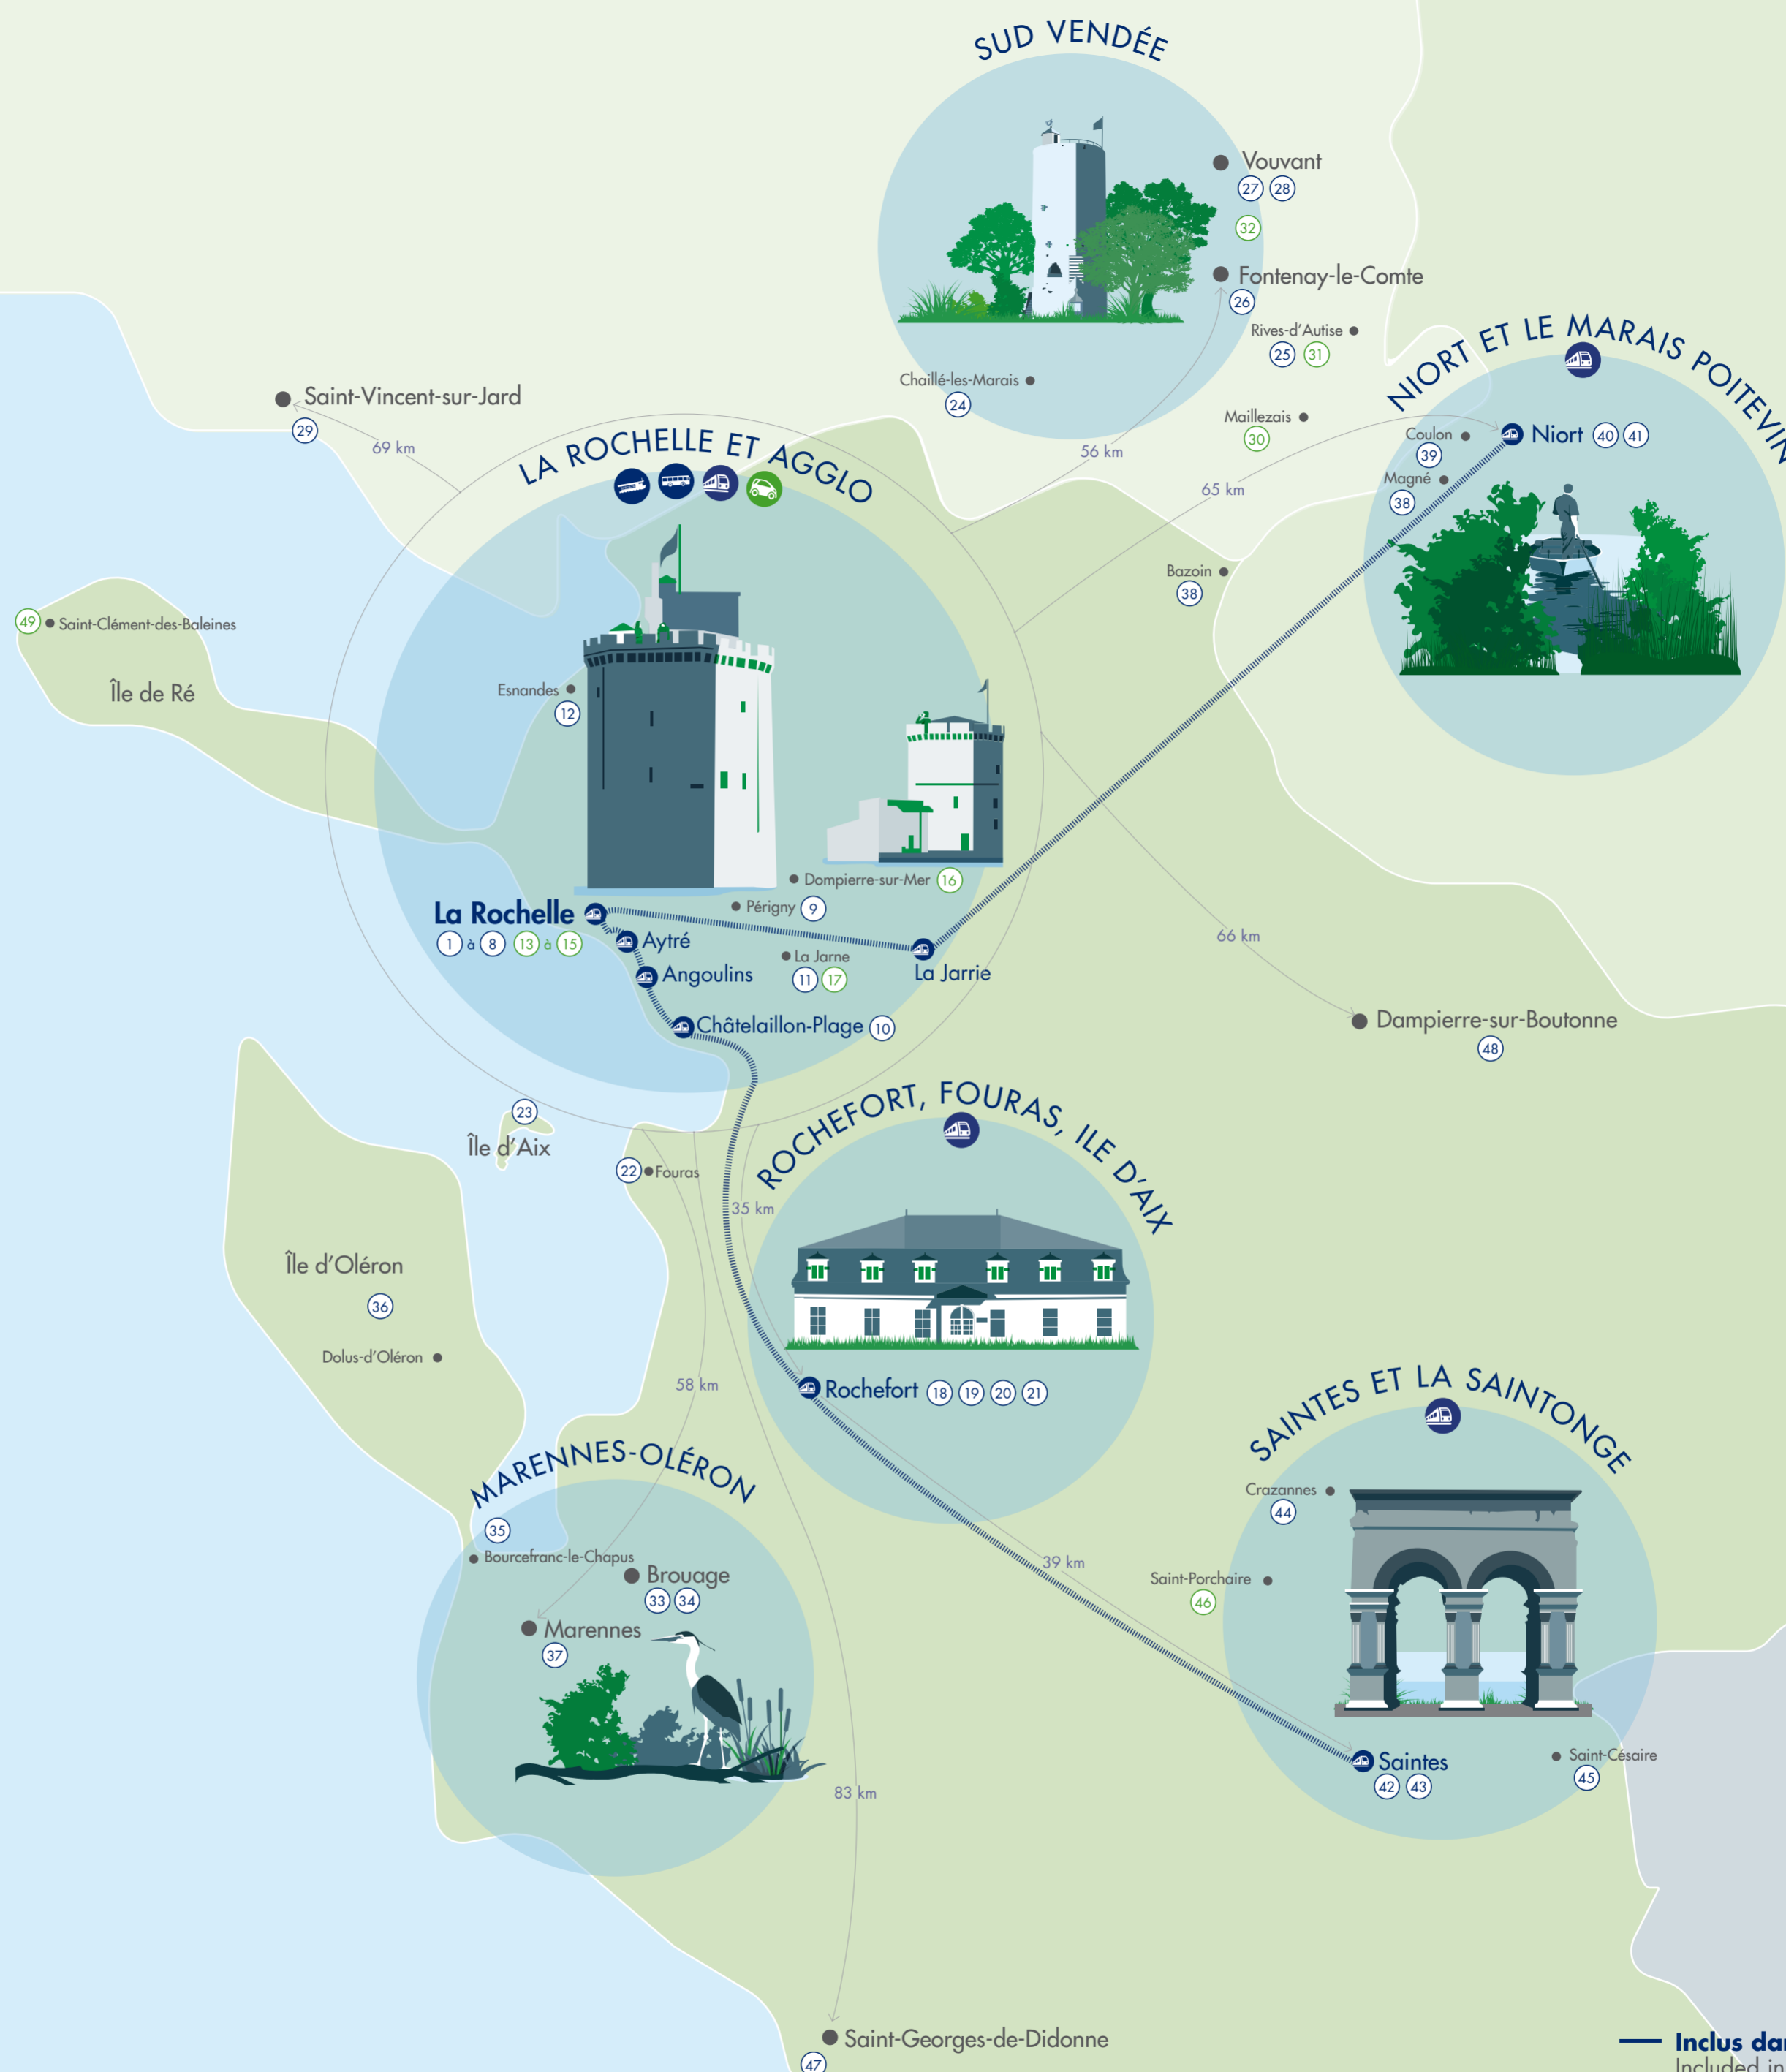 SUD VENDÉE
Vouvant
27 28
32
Fontenay-le-Comte
26
Rives-d'Autise
25 31
Chaillé-les-Marais
24
Maillezais
30
NIORT ET LE MARAIS POITEVIN
Niort 40 41
Coulon
39
Magné
38
Bazoin
38
Saint-Vincent-sur-Jard
29
69 km
56 km
65 km
LA ROCHELLE ET AGGLO
49 Saint-Clément-des-Baleines
Île de Ré
Esnandes
12
Dompierre-sur-Mer 16
Périgny 9
La Rochelle
1 à 8 13 à 15
Aytré
La Jarne
11 17
Angoulins
La Jarrie
Châtelaillon-Plage 10
66 km
Dampierre-sur-Boutonne
48
23
Île d'Aix
22 Fouras
ROCHEFORT, FOURAS, ILE D'AIX
35 km
Île d'Oléron
36
Dolus-d'Oléron
58 km
Rochefort 18 19 20 21
SAINTES ET LA SAINTONGE
Crazannes
44
39 km
Saint-Porchaire
46
Saintes
42 43
Saint-Césaire
45
MARENNES-OLÉRON
35
Bourcefranc-le-Chapus
Brouage
33 34
Marennes
37
83 km
Saint-Georges-de-Didonne
47
Inclus da
Included in